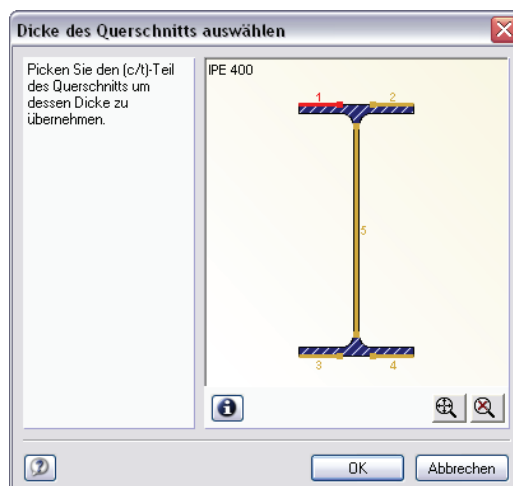 Dicke des Querschnitts auswählen
Picken Sie den (c/t)-Teil
des Querschnitts um
dessen Dicke zu
übernehmen.
IPE 400
1 2
5
3 4
OK Abbrechen